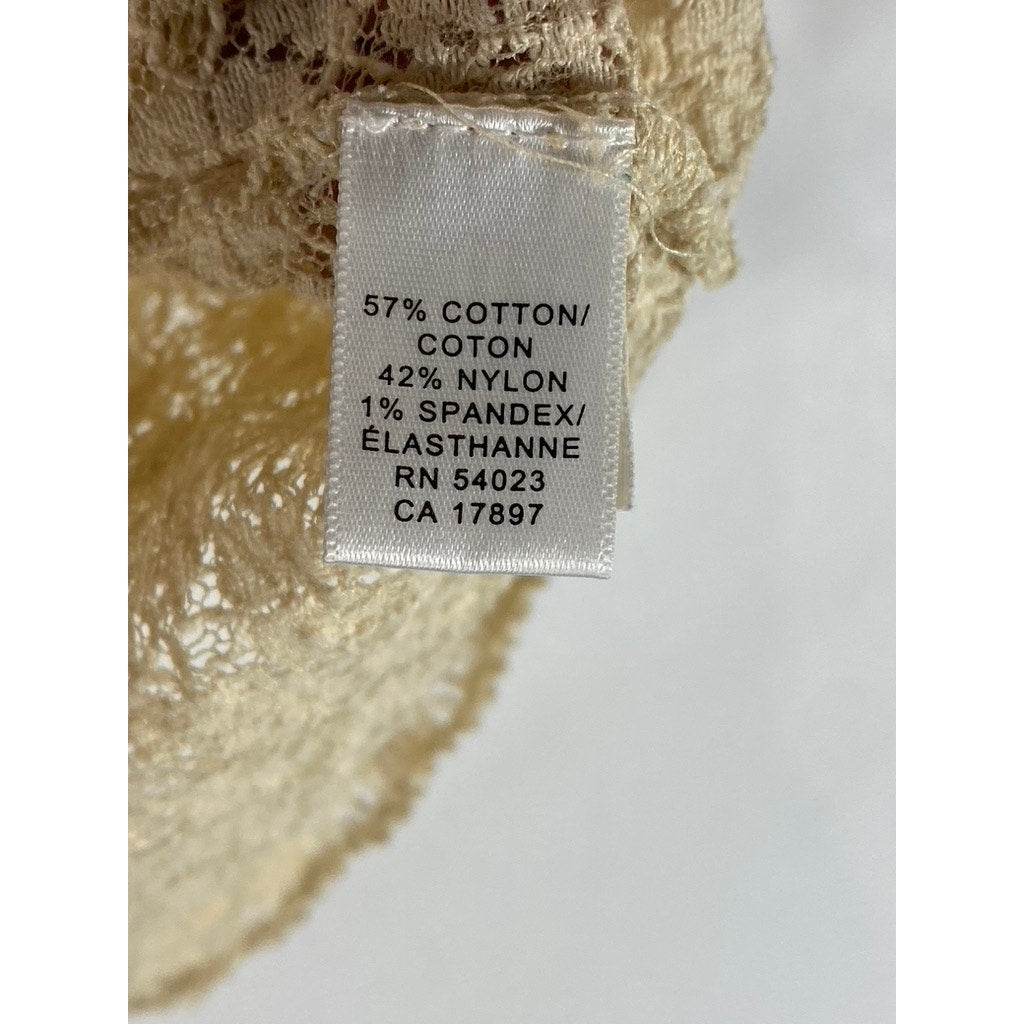 57% COTTON/
COTON
42% NYLON
1% SPANDEX/
ÉLASTHANNE
RN 54023
CA 17897